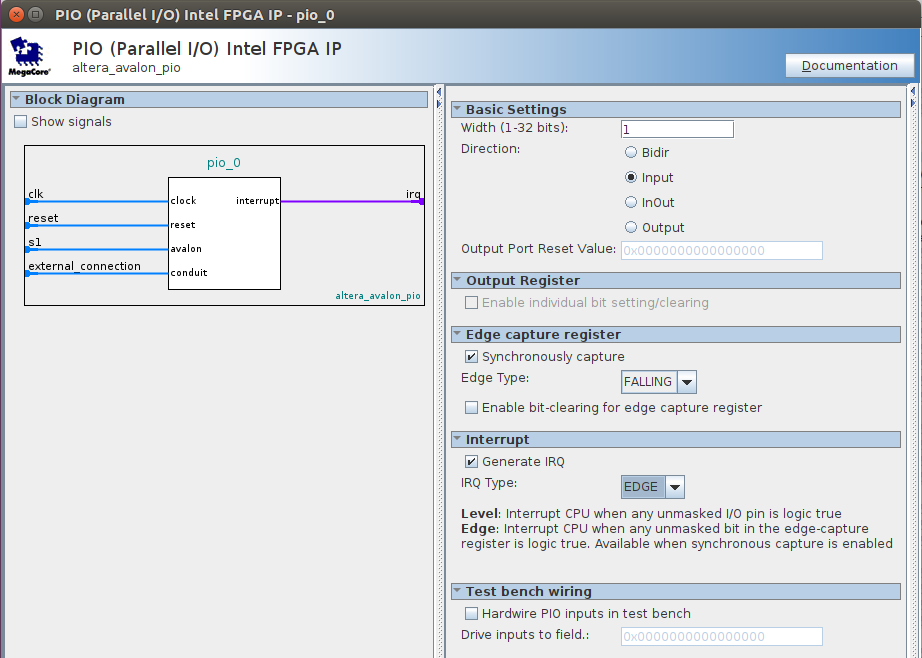 PIO (Parallel I/O) Intel FPGA IP - pio_0
PIO (Parallel I/O) Intel FPGA IP
altera_avalon_pio
MegaCore®
Documentation
Block Diagram
Show signals
pio_0
clk
clock
interrupt
irq
reset
reset
s1
avalon
external_connection
conduit
altera_avalon_pio
Basic Settings
Width (1-32 bits):
1
Direction:
Bidir
Input
InOut
Output
Output Port Reset Value:
0x0000000000000000
Output Register
Enable individual bit setting/clearing
Edge capture register
Synchronously capture
Edge Type:
FALLING
Enable bit-clearing for edge capture register
Interrupt
Generate IRQ
IRQ Type:
EDGE
Level: Interrupt CPU when any unmasked I/O pin is logic true
Edge: Interrupt CPU when any unmasked bit in the edge-capture
register is logic true. Available when synchronous capture is enabled
Test bench wiring
Hardwire PIO inputs in test bench
Drive inputs to field.:
0x0000000000000000